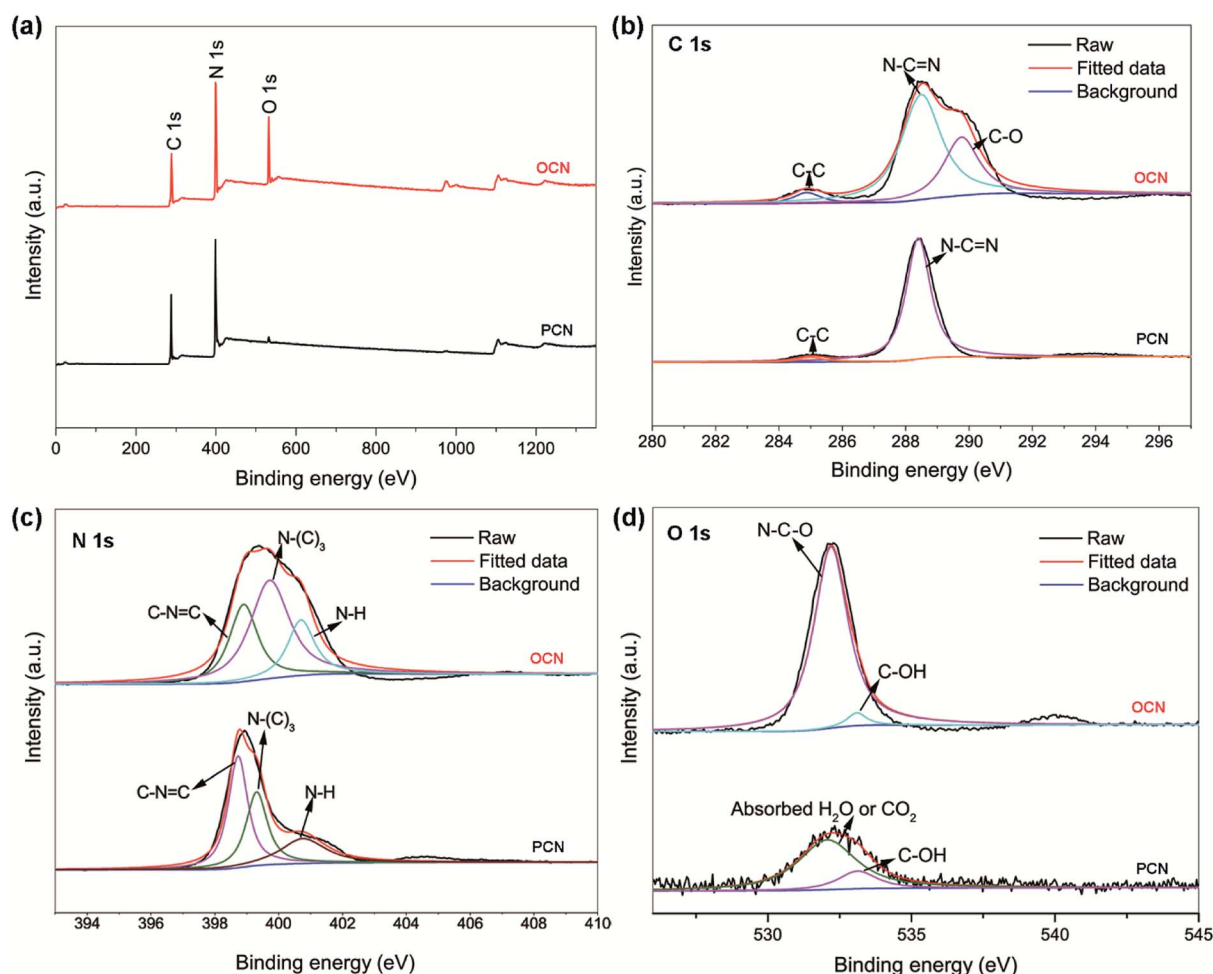 (a)
C 1s
N 1s
O 1s
OCN
PCN
Intensity (a.u.)
0 200 400 600 800 1000 1200
Binding energy (eV)
(b)
C 1s
Raw
Fitted data
Background
N-C=N
C-O
C-C
OCN
N-C=N
C-C
PCN
Intensity (a.u.)
280 282 284 286 288 290 292 294 296
Binding energy (eV)
(c)
N 1s
Raw
Fitted data
Background
N-(C)3
C-N=C
N-H
OCN
N-(C)3
C-N=C
N-H
PCN
Intensity (a.u.)
394 396 398 400 402 404 406 408 410
Binding energy (eV)
(d)
O 1s
Raw
Fitted data
Background
N-C-O
C-OH
OCN
Absorbed H2O or CO2
C-OH
PCN
Intensity (a.u.)
530 535 540 545
Binding energy (eV)